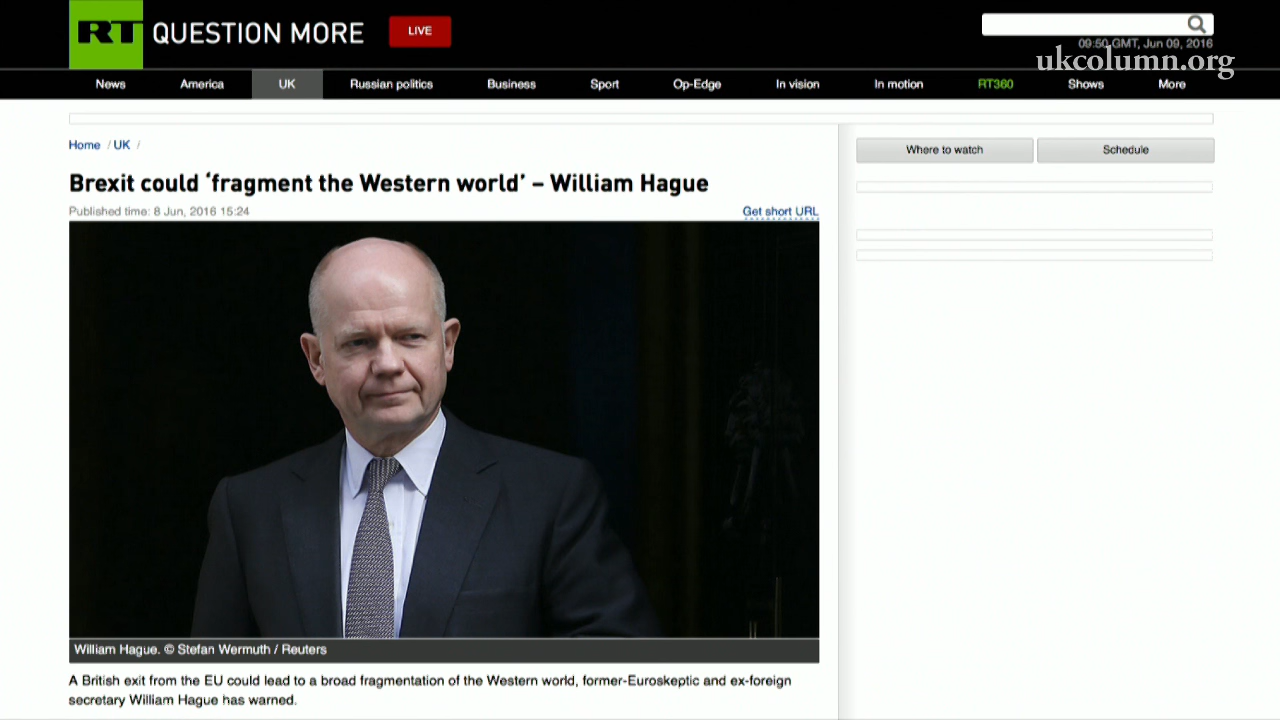 RT QUESTION MORE LIVE
09:50 GMT, Jun 09, 2016
ukcolumn.org
News America UK Russian politics Business Sport Op-Edge In vision In motion RT360 Shows More
Home / UK /
Where to watch Schedule
Brexit could ‘fragment the Western world’ – William Hague
Published time: 8 Jun, 2016 15:24 Get short URL
William Hague. © Stefan Wermuth / Reuters
A British exit from the EU could lead to a broad fragmentation of the Western world, former-Euroskeptic and ex-foreign
secretary William Hague has warned.